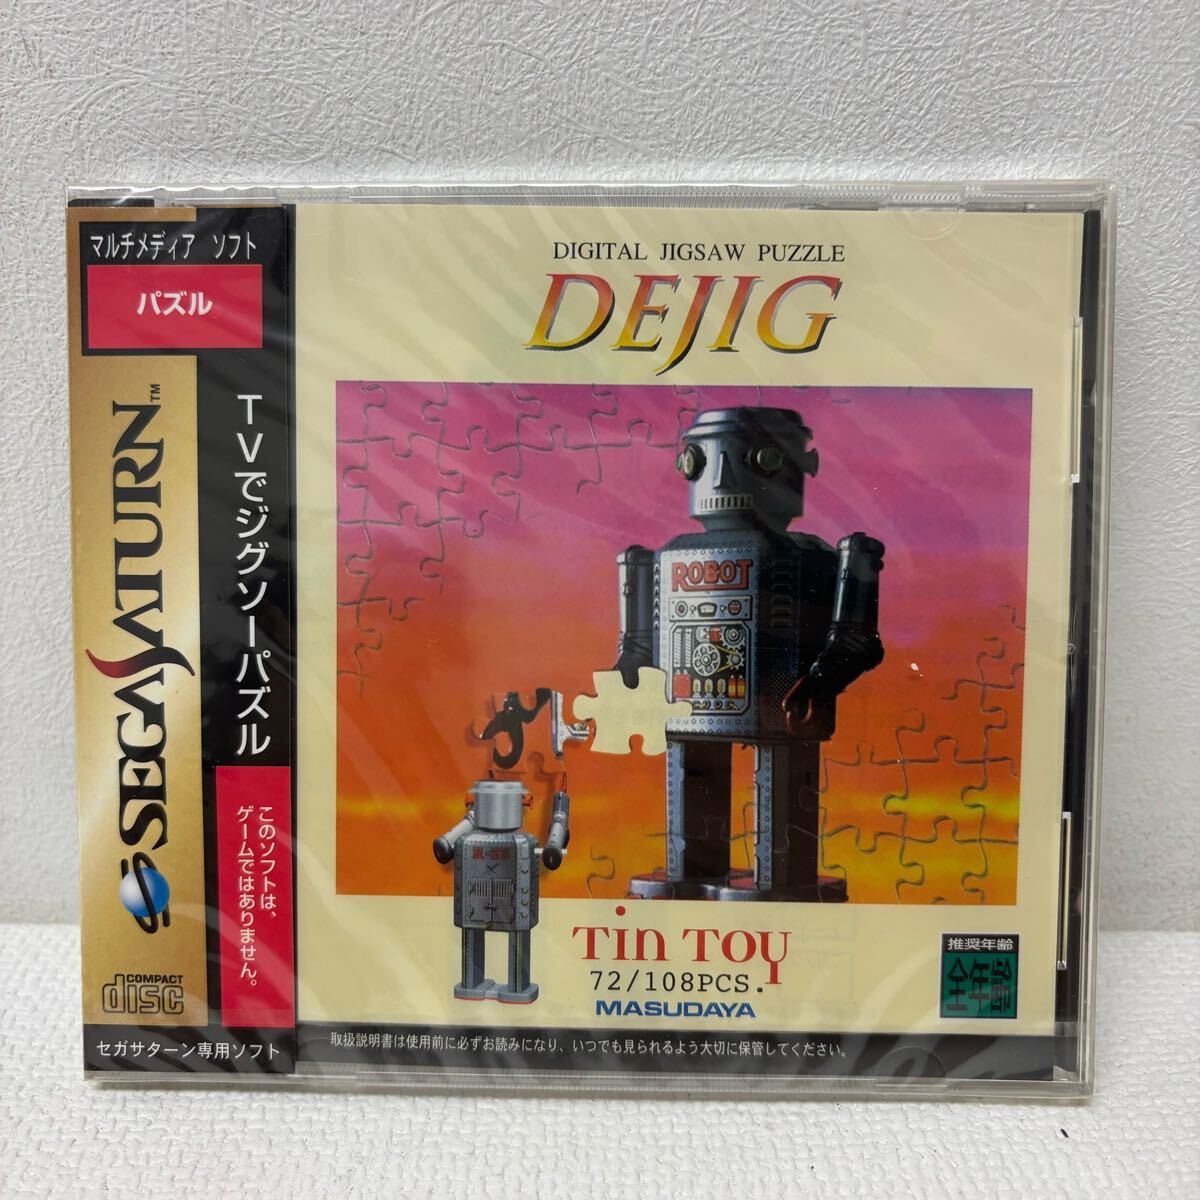 マルチメディア ソフト
パズル
TVでジグソーパズル
このソフトは、
ゲームではありません。
SEGA SATURN™
COMPACT
disc
セガサターン専用ソフト
DIGITAL JIGSAW PUZZLE
DEJIG
ROBOT
Tin Toy
72/108PCS.
MASUDAYA
推奨年齢
全年齢
取扱説明書は使用前に必ずお読みになり、いつでも見られるよう大切に保管してください。